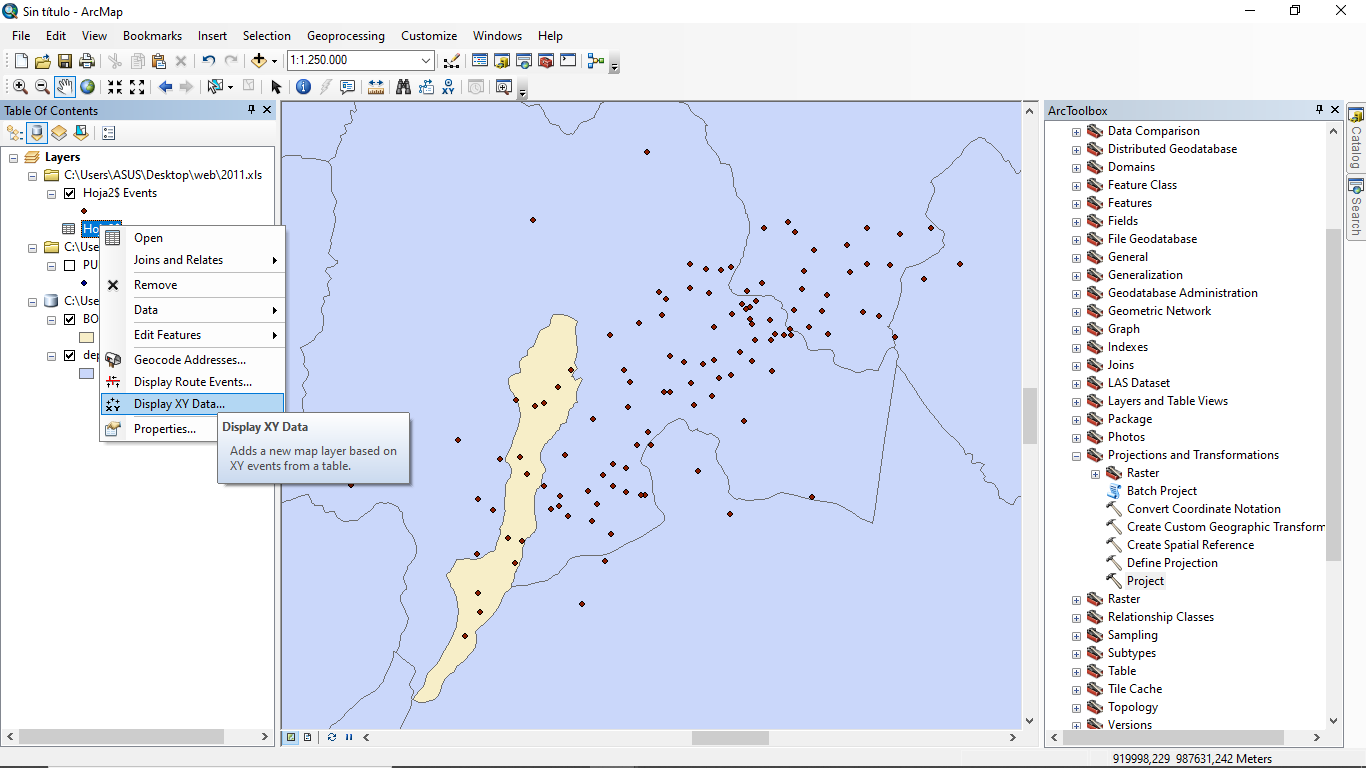 Sin título - ArcMap
File Edit View Bookmarks Insert Selection Geoprocessing Customize Windows Help
1:1.250.000
Table Of Contents
Layers
C:\Users\ASUS\Desktop\web\2011.xls
Hoja2$ Events
C:\Use
PU
C:\Use
BO
dep
Open
Joins and Relates
Remove
Data
Edit Features
Geocode Addresses...
Display Route Events...
Display XY Data...
Properties...
Display XY Data
Adds a new map layer based on
XY events from a table.
ArcToolbox
Data Comparison
Distributed Geodatabase
Domains
Feature Class
Features
Fields
File Geodatabase
General
Generalization
Geodatabase Administration
Geometric Network
Graph
Indexes
Joins
LAS Dataset
Layers and Table Views
Package
Photos
Projections and Transformations
Raster
Batch Project
Convert Coordinate Notation
Create Custom Geographic Transform
Create Spatial Reference
Define Projection
Project
Raster
Relationship Classes
Sampling
Subtypes
Table
Tile Cache
Topology
Versions
Catalog
Search
919998,229 987631,242 Meters